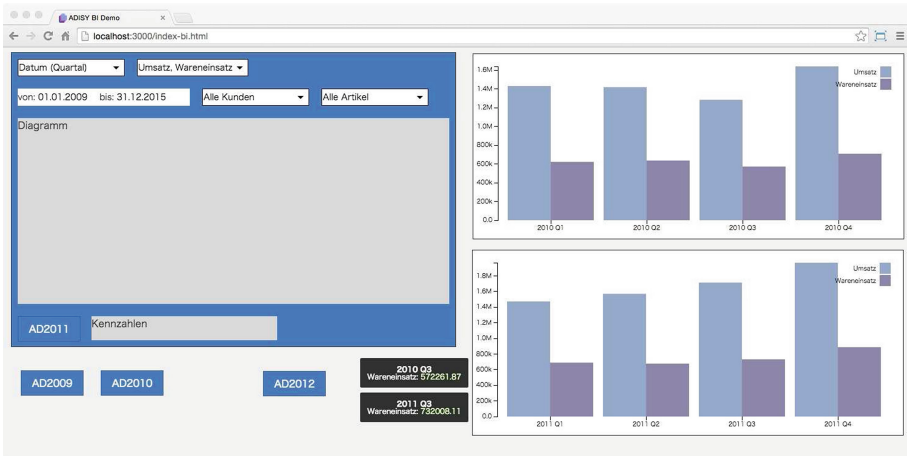 ADISY BI Demo
localhost:3000/index-bi.html
Datum (Quartal)
Umsatz, Wareneinsatz
von: 01.01.2009 bis: 31.12.2015
Alle Kunden
Alle Artikel
Diagramm
AD2011
Kennzahlen
AD2009
AD2010
AD2012
2010 Q3
Wareneinsatz: 572261.87
2011 Q3
Wareneinsatz: 732008.11
1.6M
1.4M
1.2M
1.0M
800k
600k
400k
200k
0.0
Umsatz
Wareneinsatz
2010 Q1
2010 Q2
2010 Q3
2010 Q4
1.8M
1.6M
1.4M
1.2M
1.0M
800k
600k
400k
200k
0.0
Umsatz
Wareneinsatz
2011 Q1
2011 Q2
2011 Q3
2011 Q4